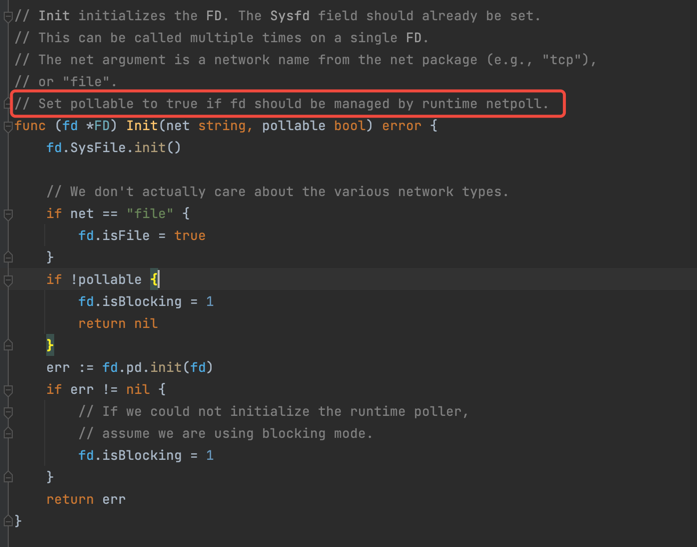 // Init initializes the FD. The Sysfd field should already be set.
// This can be called multiple times on a single FD.
// The net argument is a network name from the net package (e.g., "tcp"),
// or "file".
// Set pollable to true if fd should be managed by runtime netpoll.
func (fd *FD) Init(net string, pollable bool) error {
    fd.SysFile.init()

    // We don't actually care about the various network types.
    if net == "file" {
        fd.isFile = true
    }
    if !pollable {
        fd.isBlocking = 1
        return nil
    }
    err := fd.pd.init(fd)
    if err != nil {
        // If we could not initialize the runtime poller,
        // assume we are using blocking mode.
        fd.isBlocking = 1
    }
    return err
}